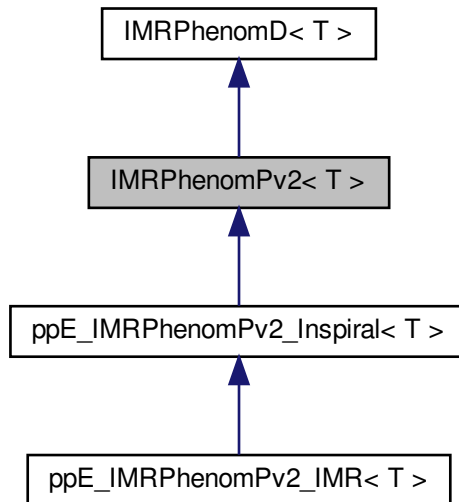 IMRPhenomD< T >
IMRPhenomPv2< T >
ppE_IMRPhenomPv2_Inspiral< T >
ppE_IMRPhenomPv2_IMR< T >